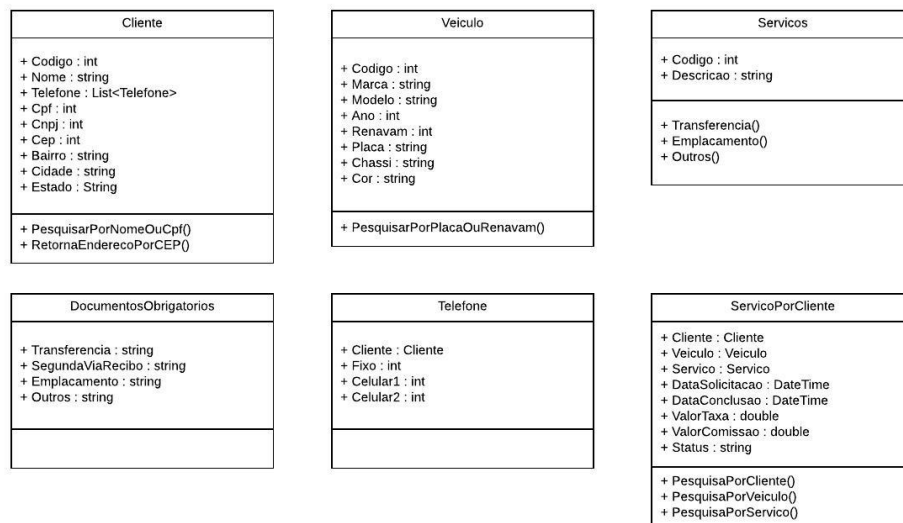 Cliente
+ Codigo : int
+ Nome : string
+ Telefone : List<Telefone>
+ Cpf : int
+ Cnpj : int
+ Cep : int
+ Bairro : string
+ Cidade : string
+ Estado : String
+ PesquisarPorNomeOuCpf()
+ RetornaEnderecoPorCEP()
Veiculo
+ Codigo : int
+ Marca : string
+ Modelo : string
+ Ano : int
+ Renavam : int
+ Placa : string
+ Chassi : string
+ Cor : string
+ PesquisarPorPlacaOuRenavam()
Servicos
+ Codigo : int
+ Descricao : string
+ Transferencia()
+ Emplacamento()
+ Outros()
DocumentosObrigatorios
+ Transferencia : string
+ SegundaViaRecibo : string
+ Emplacamento : string
+ Outros : string
Telefone
+ Cliente : Cliente
+ Fixo : int
+ Celular1 : int
+ Celular2 : int
ServicoPorCliente
+ Cliente : Cliente
+ Veiculo : Veiculo
+ Servico : Servico
+ DataSolicitacao : DateTime
+ DataConclusao : DateTime
+ ValorTaxa : double
+ ValorComissao : double
+ Status : string
+ PesquisaPorCliente()
+ PesquisaPorVeiculo()
+ PesquisaPorServico()